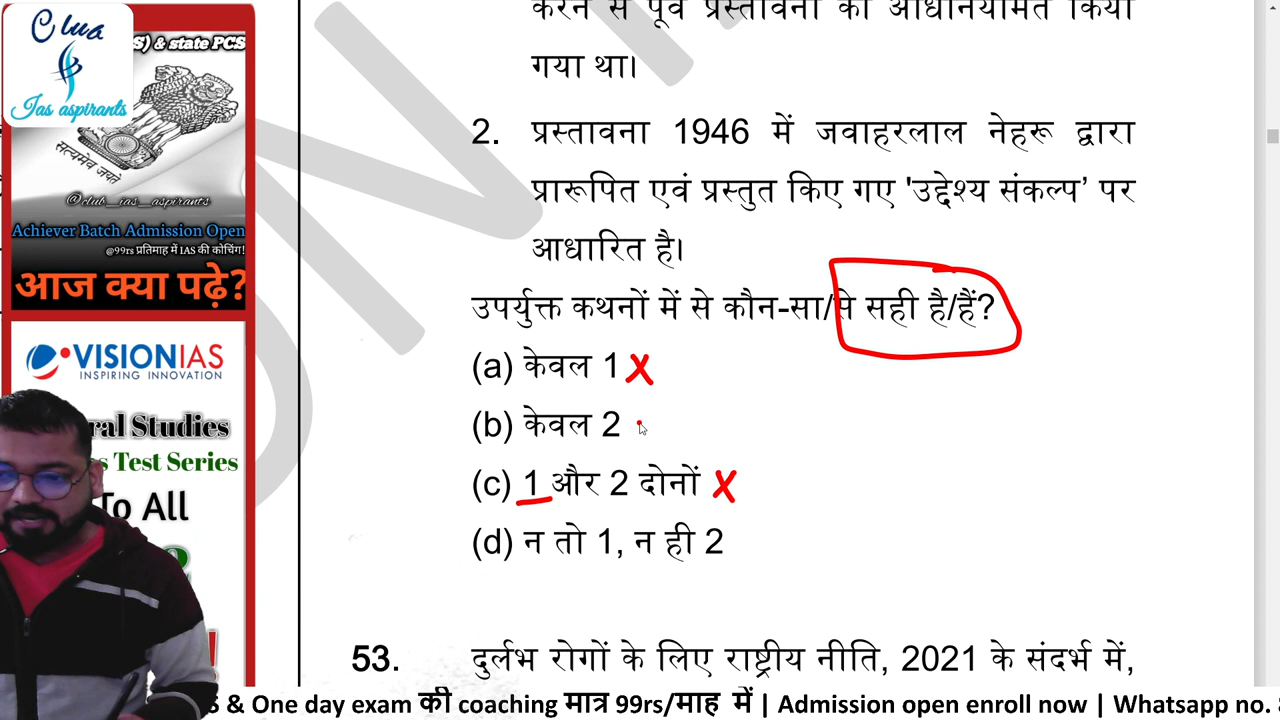 करने से पूर्व प्रस्तावना को अधिनियमित किया
गया था।
2. प्रस्तावना 1946 में जवाहरलाल नेहरू द्वारा
प्रारूपित एवं प्रस्तुत किए गए 'उद्देश्य संकल्प' पर
आधारित है।
उपर्युक्त कथनों में से कौन-सा/से सही है/हैं?
(a) केवल 1
(b) केवल 2
(c) 1 और 2 दोनों
(d) न तो 1, न ही 2
53. दुर्लभ रोगों के लिए राष्ट्रीय नीति, 2021 के संदर्भ में,
Club
Ias aspirants
S) & state PCS
सत्यमेव जयते
@club_ias_aspirants
Achiever Batch Admission Open
@99rs प्रतिमाह में IAS की कोचिंग!
आज क्या पढ़े?
VISIONIAS
INSPIRING INNOVATION
ral Studies
s Test Series
To All
S & One day exam की coaching मात्र 99rs/माह में | Admission open enroll now | Whatsapp no.